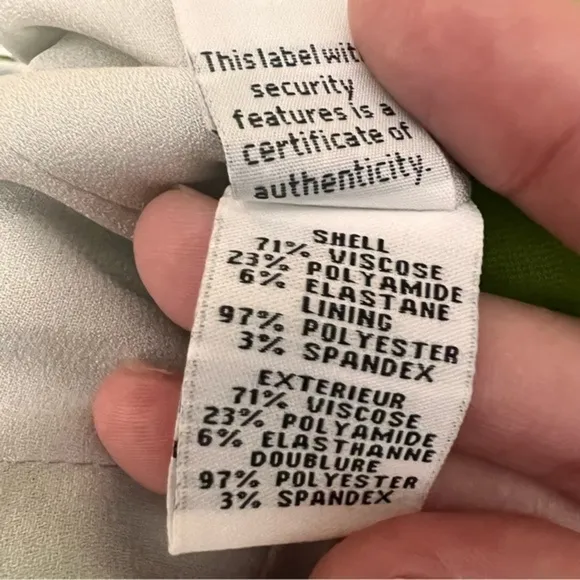 This label with
security
features is a
certificate of
authenticity.
SHELL
71% VISCOSE
23% POLYAMIDE
6% ELASTANE
LINING
97% POLYESTER
3% SPANDEX
EXTERIEUR
71% VISCOSE
23% POLYAMIDE
6% ELASTHANNE
DOUBLURE
97% POLYESTER
3% SPANDEX